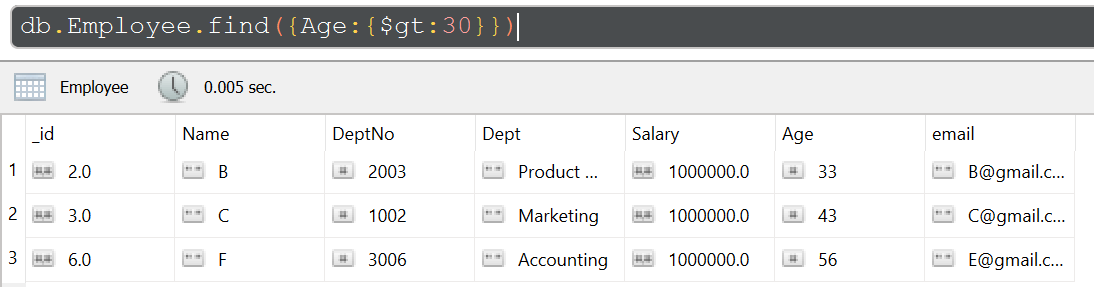 db.Employee.find({Age:{$gt:30}})
Employee 0.005 sec.
_id Name DeptNo Dept Salary Age email
1 2.0 B 2003 Product ... 1000000.0 33 B@gmail.c...
2 3.0 C 1002 Marketing 1000000.0 43 C@gmail.c...
3 6.0 F 3006 Accounting 1000000.0 56 E@gmail.c...